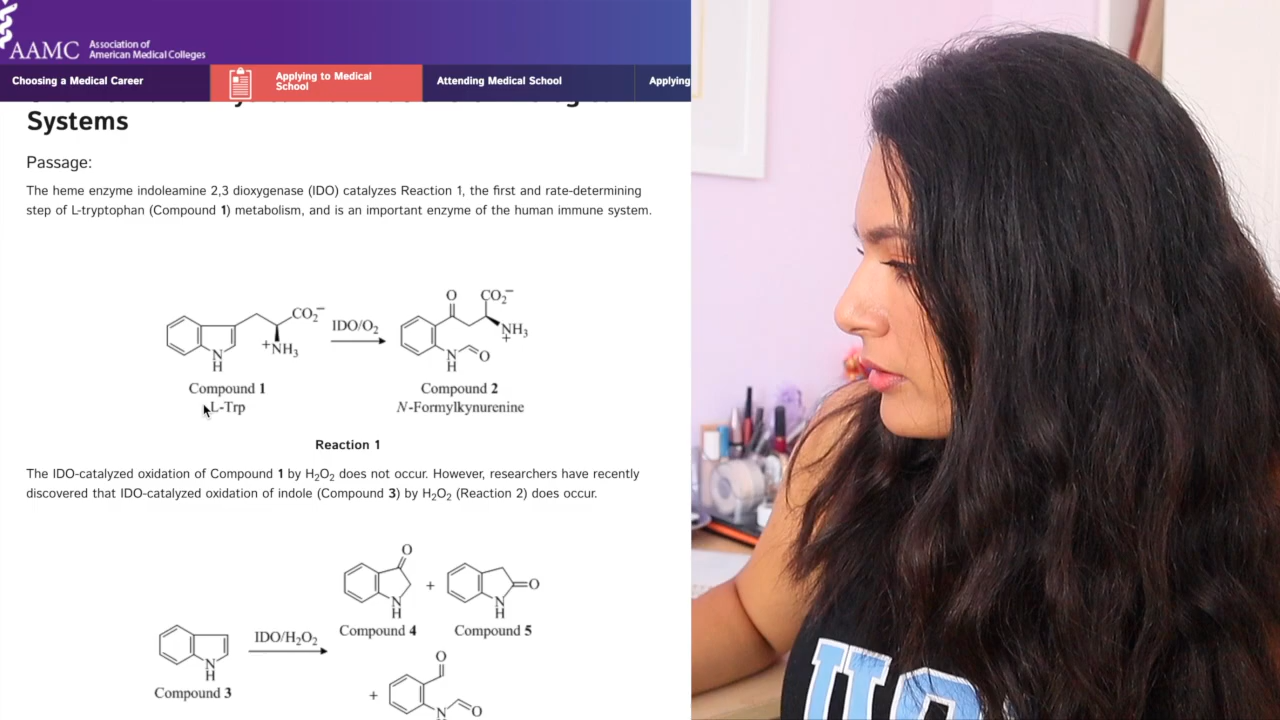 AAMC
Association of
American Medical Colleges
Choosing a Medical Career
Applying to Medical
School
Attending Medical School
Applying
Systems
Passage:
The heme enzyme indoleamine 2,3 dioxygenase (IDO) catalyzes Reaction 1, the first and rate-determining
step of L-tryptophan (Compound 1) metabolism, and is an important enzyme of the human immune system.
CO₂⁻
N
H
+NH₃
IDO/O₂
O
CO₂⁻
NH₃
+
N
H
O
Compound 1
L-Trp
Compound 2
N-Formylkynurenine
Reaction 1
The IDO-catalyzed oxidation of Compound 1 by H₂O₂ does not occur. However, researchers have recently
discovered that IDO-catalyzed oxidation of indole (Compound 3) by H₂O₂ (Reaction 2) does occur.
O
N
H
+
O
N
H
Compound 4
Compound 5
N
H
IDO/H₂O₂
Compound 3
+
O
N
O